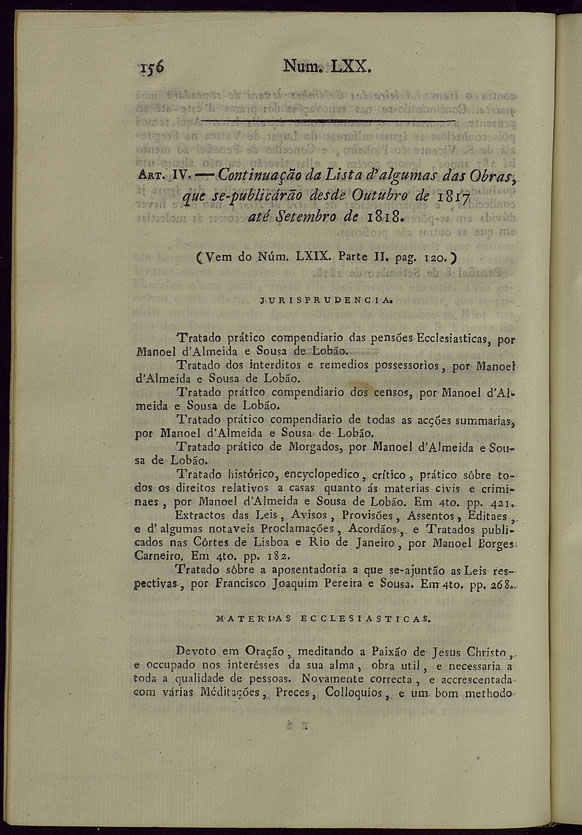 156 Num. LXX.
ART. IV. — Continuação da Lista d'algumas das Obras,
que se-publicárão desde Outubro de 1817
até Setembro de 1818.
(Vem do Núm. LXIX. Parte II. pag. 120.)
JURISPRUDENCIA.
Tratado prático compendiario das pensões Ecclesiasticas, por
Manoel d'Almeida e Sousa de Lobão.
Tratado dos interditos e remedios possessorios, por Manoel
d'Almeida e Sousa de Lobão.
Tratado prático compendiario dos censos, por Manoel d'Al-
meida e Sousa de Lobão.
Tratado prático compendiario de todas as acções summarias,
por Manoel d'Almeida e Sousa de Lobão.
Tratado prático de Morgados, por Manoel d'Almeida e Sou-
sa de Lobão.
Tratado histórico, encyclopedico, crítico, prático sôbre to-
dos os direitos relativos a casas quanto ás materias civis e crimi-
naes, por Manoel d'Almeida e Sousa de Lobão. Em 4to. pp. 421.
Extractos das Leis, Avisos, Provisões, Assentos, Editaes,
e d'algumas notaveis Proclamações, Acordãos, e Tratados publi-
cados nas Côrtes de Lisboa e Rio de Janeiro, por Manoel Borges
Carneiro. Em 4to. pp. 182.
Tratado sôbre a aposentadoria a que se-ajuntão as Leis res-
pectivas, por Francisco Joaquim Pereira e Sousa. Em 4to. pp. 268.
MATERIAS ECCLESIASTICAS.
Devoto em Oração, meditando a Paixão de Jesus Christo,
e occupado nos interésses da sua alma, obra util, e necessaria a
toda a qualidade de pessoas. Novamente correcta, e accrescentada
com várias Méditações, Preces, Colloquios, e um bom methodo